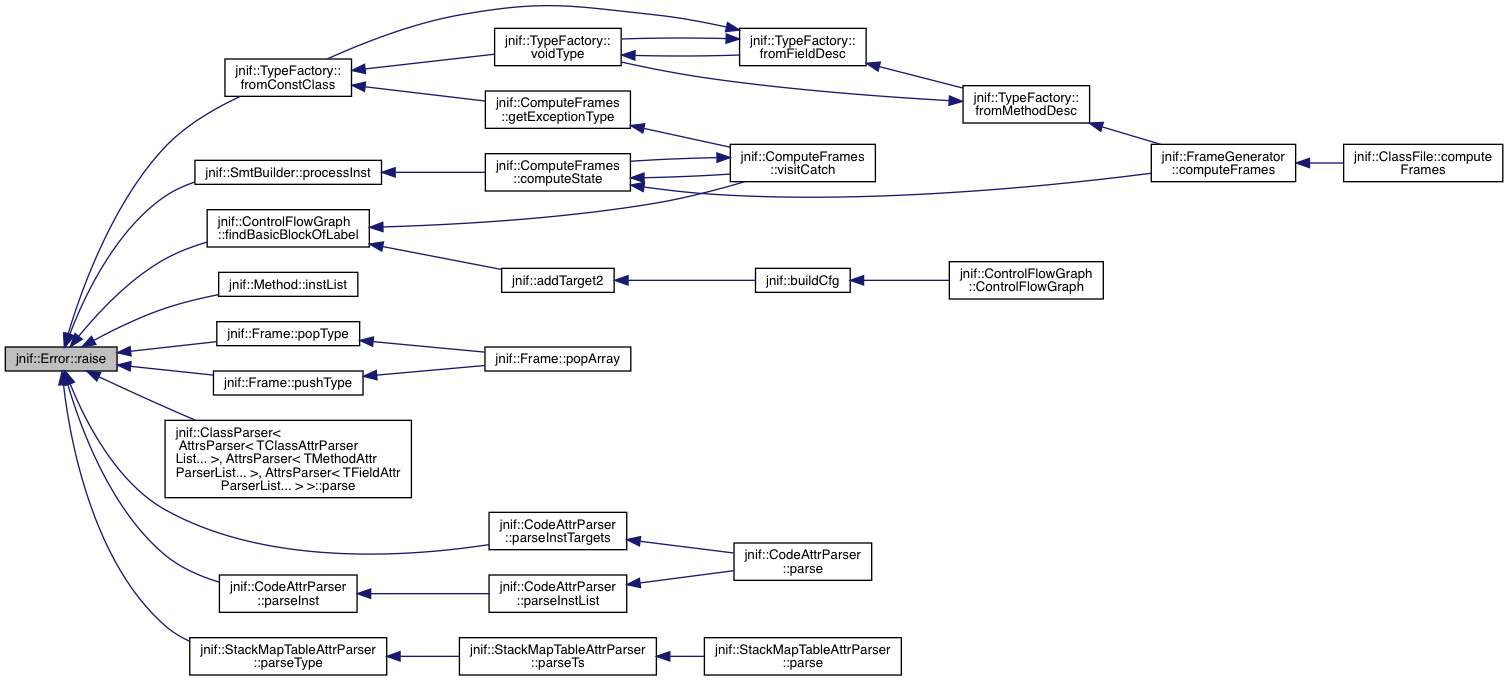 jnif::Error::raise
jnif::TypeFactory::
fromConstClass
jnif::TypeFactory::
voidType
jnif::TypeFactory::
fromFieldDesc
jnif::TypeFactory::
fromMethodDesc
jnif::ComputeFrames
::getExceptionType
jnif::ComputeFrames
::visitCatch
jnif::FrameGenerator
::computeFrames
jnif::ClassFile::compute
Frames
jnif::SmtBuilder::processInst
jnif::ComputeFrames
::computeState
jnif::ControlFlowGraph
::findBasicBlockOfLabel
jnif::addTarget2
jnif::buildCfg
jnif::ControlFlowGraph
::ControlFlowGraph
jnif::Method::instList
jnif::Frame::popType
jnif::Frame::popArray
jnif::Frame::pushType
jnif::ClassParser<
AttrsParser< TClassAttrParser
List... >, AttrsParser< TMethodAttr
ParserList... >, AttrsParser< TFieldAttr
ParserList... > >::parse
jnif::CodeAttrParser
::parseInstTargets
jnif::CodeAttrParser
::parse
jnif::CodeAttrParser
::parseInst
jnif::CodeAttrParser
::parseInstList
jnif::StackMapTableAttrParser
::parseType
jnif::StackMapTableAttrParser
::parseTs
jnif::StackMapTableAttrParser
::parse